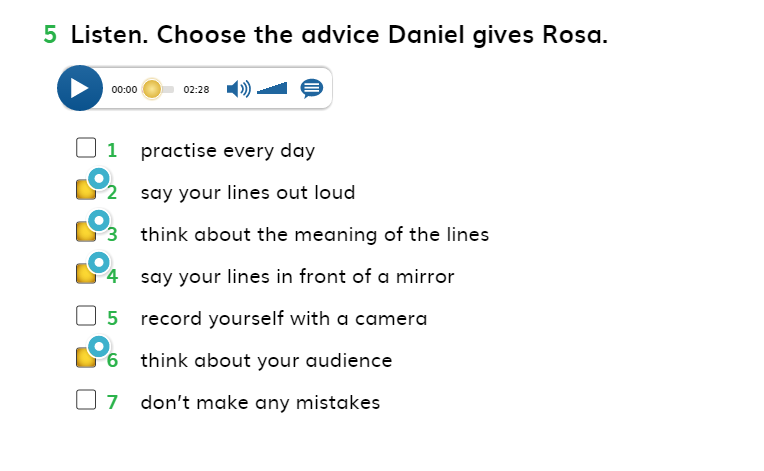 5 Listen. Choose the advice Daniel gives Rosa.
00:00 02:28
1 practise every day
2 say your lines out loud
3 think about the meaning of the lines
4 say your lines in front of a mirror
5 record yourself with a camera
6 think about your audience
7 don't make any mistakes